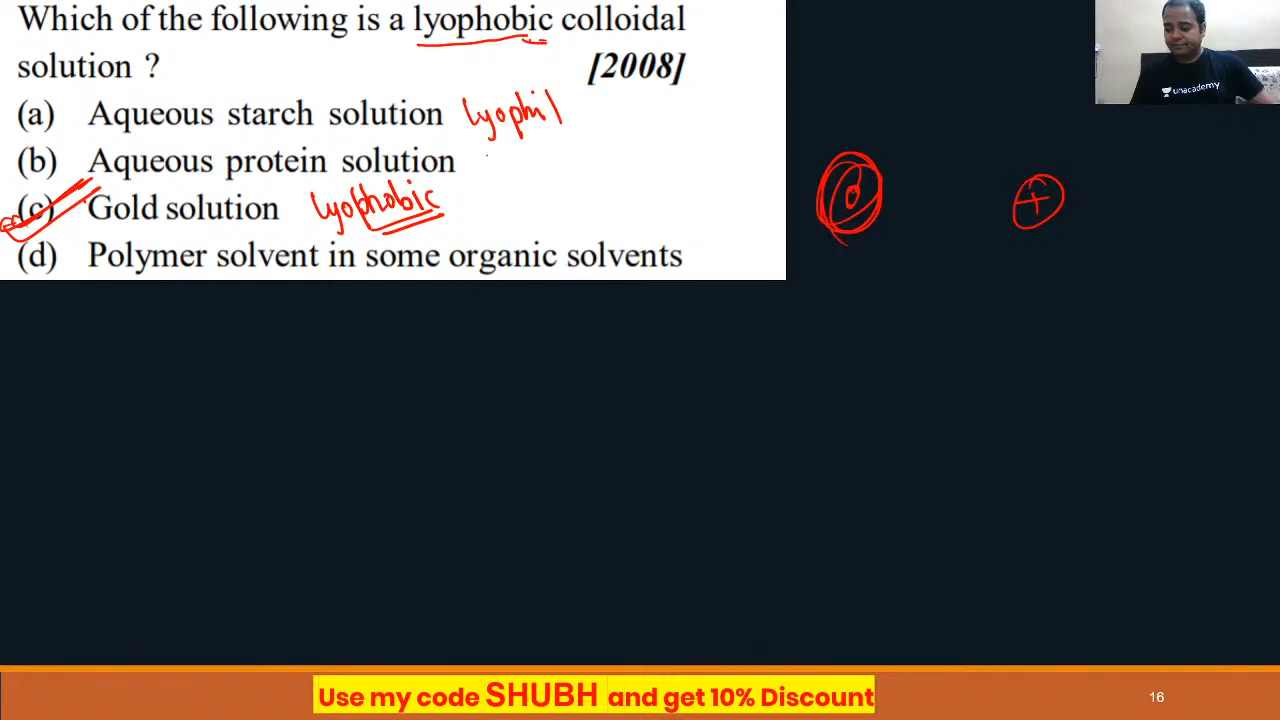 Which of the following is a lyophobic colloidal
solution ? [2008]
(a) Aqueous starch solution lyophil
(b) Aqueous protein solution
(c) Gold solution lyophobic
(d) Polymer solvent in some organic solvents
unacademy
+
Use my code SHUBH and get 10% Discount
16